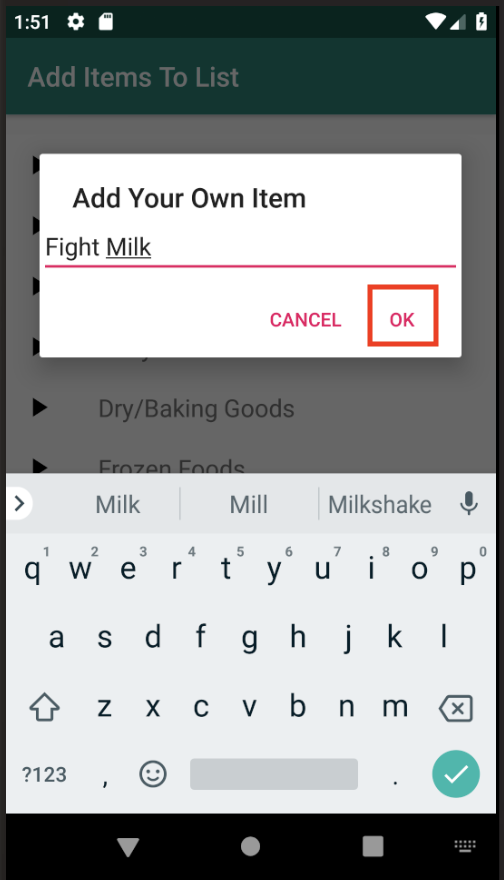 1:51
Add Items To List
Add Your Own Item
Fight Milk
CANCEL OK
Dry/Baking Goods
Frozen Foods
Milk Mill Milkshake
1 2 3 4 5 6 7 8 9 0
q w e r t y u i o p
a s d f g h j k l
z x c v b n m
?123 , .